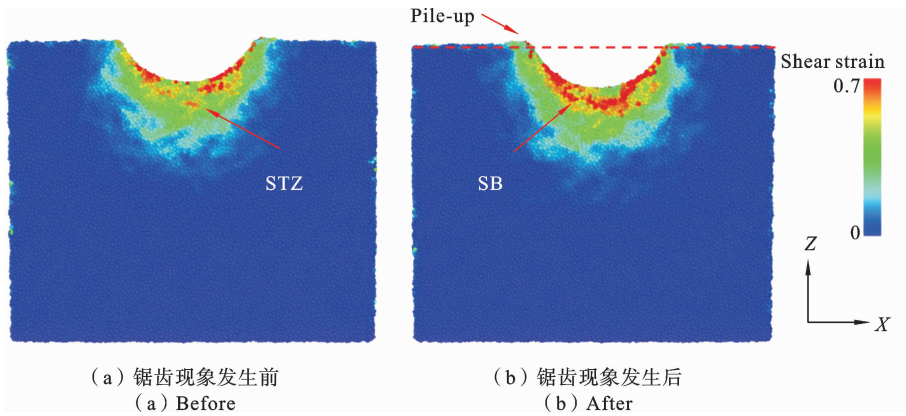 Pile-up
Shear strain
0.7
STZ
SB
0
Z
X
（a）锯齿现象发生前
（a）Before
（b）锯齿现象发生后
（b）After